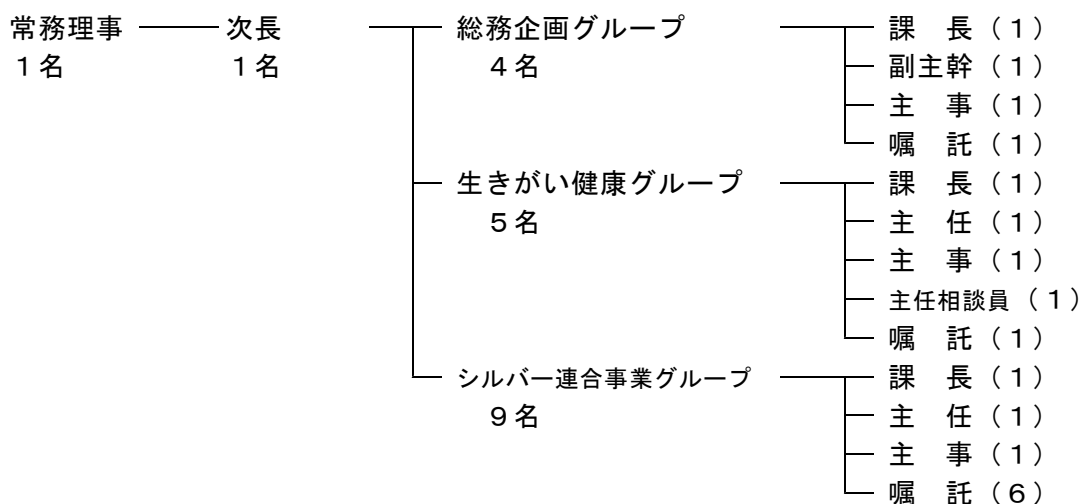 常務理事 次長 総務企画グループ 課　長（１）
１名 １名 ４名 副主幹（１）
主　事（１）
嘱　託（１）
生きがい健康グループ 課　長（１）
５名 主　任（１）
主　事（１）
主任相談員（１）
嘱　託（１）
シルバー連合事業グループ 課　長（１）
９名 主　任（１）
主　事（１）
嘱　託（６）